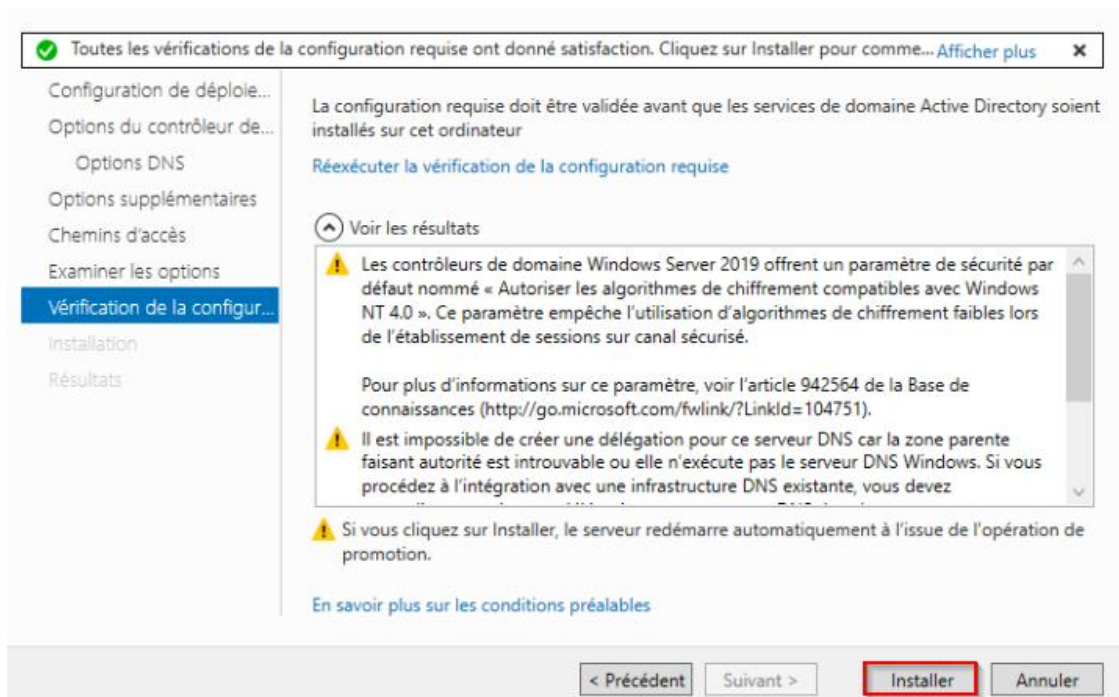 Toutes les vérifications de la configuration requise ont donné satisfaction. Cliquez sur Installer pour comme... Afficher plus
Configuration de déploie...
Options du contrôleur de...
Options DNS
Options supplémentaires
Chemins d'accès
Examiner les options
Vérification de la configur...
Installation
Résultats
La configuration requise doit être validée avant que les services de domaine Active Directory soient
installés sur cet ordinateur
Réexécuter la vérification de la configuration requise
Voir les résultats
Les contrôleurs de domaine Windows Server 2019 offrent un paramètre de sécurité par
défaut nommé « Autoriser les algorithmes de chiffrement compatibles avec Windows
NT 4.0 ». Ce paramètre empêche l'utilisation d'algorithmes de chiffrement faibles lors
de l'établissement de sessions sur canal sécurisé.
Pour plus d'informations sur ce paramètre, voir l'article 942564 de la Base de
connaissances (http://go.microsoft.com/fwlink/?LinkId=104751).
Il est impossible de créer une délégation pour ce serveur DNS car la zone parente
faisant autorité est introuvable ou elle n'exécute pas le serveur DNS Windows. Si vous
procédez à l'intégration avec une infrastructure DNS existante, vous devez
Si vous cliquez sur Installer, le serveur redémarre automatiquement à l'issue de l'opération de
promotion.
En savoir plus sur les conditions préalables
< Précédent
Suivant >
Installer
Annuler